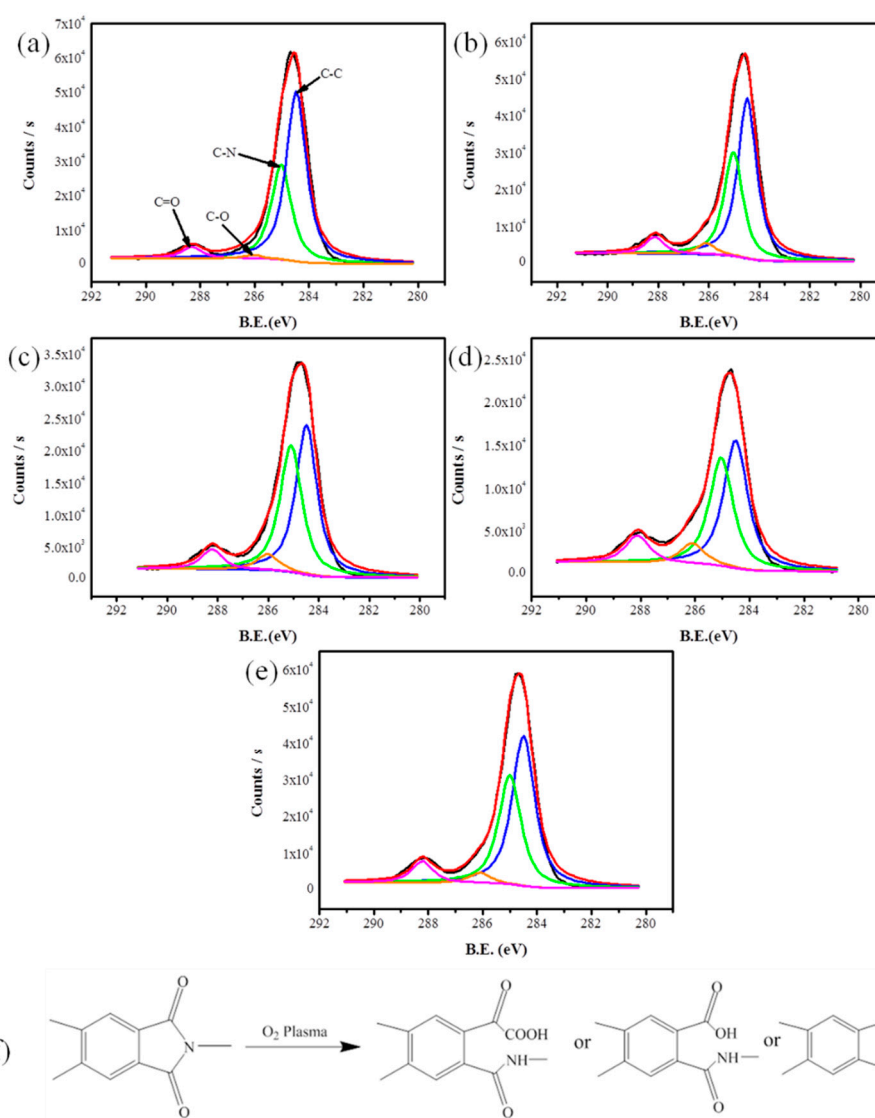 (a)
7x10⁴
6x10⁴
5x10⁴
4x10⁴
3x10⁴
2x10⁴
1x10⁴
0
Counts / s
C-C
C-N
C-O
C=O
292 290 288 286 284 282 280
B.E.(eV)
(b)
6x10⁴
5x10⁴
4x10⁴
3x10⁴
2x10⁴
1x10⁴
0
Counts / s
292 290 288 286 284 282 280
B.E.(eV)
(c)
3.5x10⁴
3.0x10⁴
2.5x10⁴
2.0x10⁴
1.5x10⁴
1.0x10⁴
5.0x10³
0.0
Counts / s
292 290 288 286 284 282 280
B.E.(eV)
(d)
2.5x10⁴
2.0x10⁴
1.5x10⁴
1.0x10⁴
5.0x10³
0.0
Counts / s
292 290 288 286 284 282 280
B.E.(eV)
(e)
6x10⁴
5x10⁴
4x10⁴
3x10⁴
2x10⁴
1x10⁴
0
Counts / s
292 290 288 286 284 282 280
B.E. (eV)
)
O
N
O
O₂ Plasma
O
COOH
NH
O
or
O
OH
NH
O
or